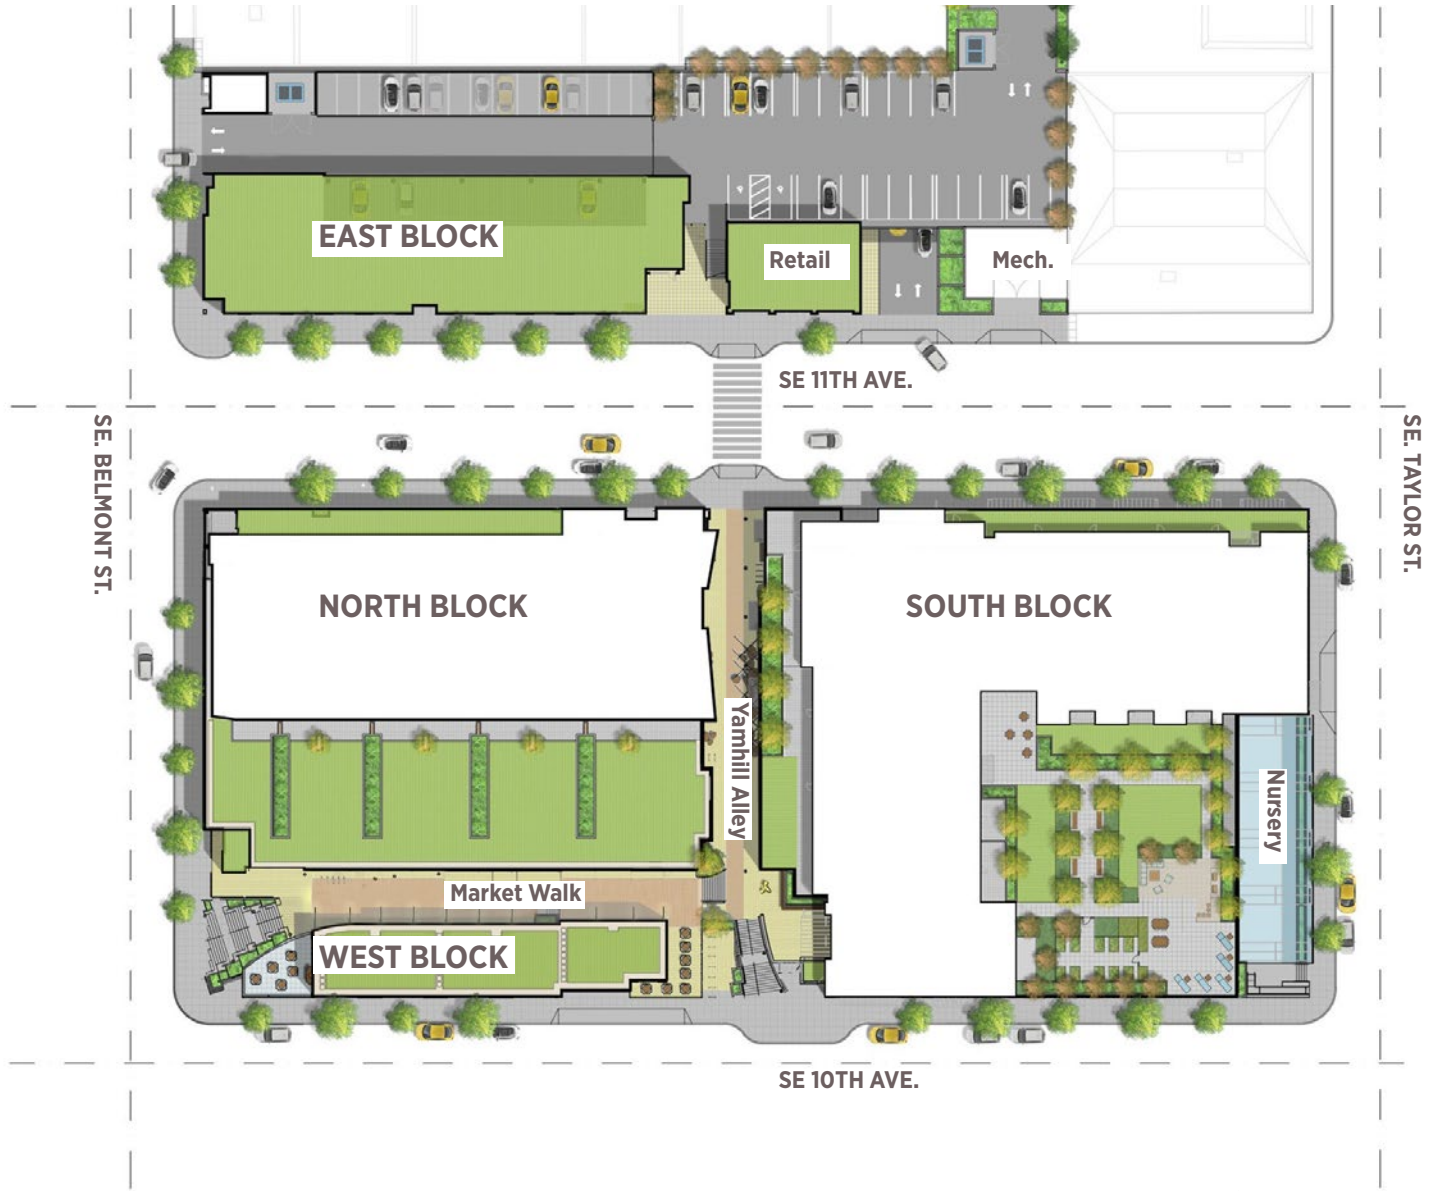 EAST BLOCK
Retail
Mech.
SE 11TH AVE.
SE. BELMONT ST.
SE. TAYLOR ST.
NORTH BLOCK
SOUTH BLOCK
Yamhill Alley
Nursery
Market Walk
WEST BLOCK
SE 10TH AVE.